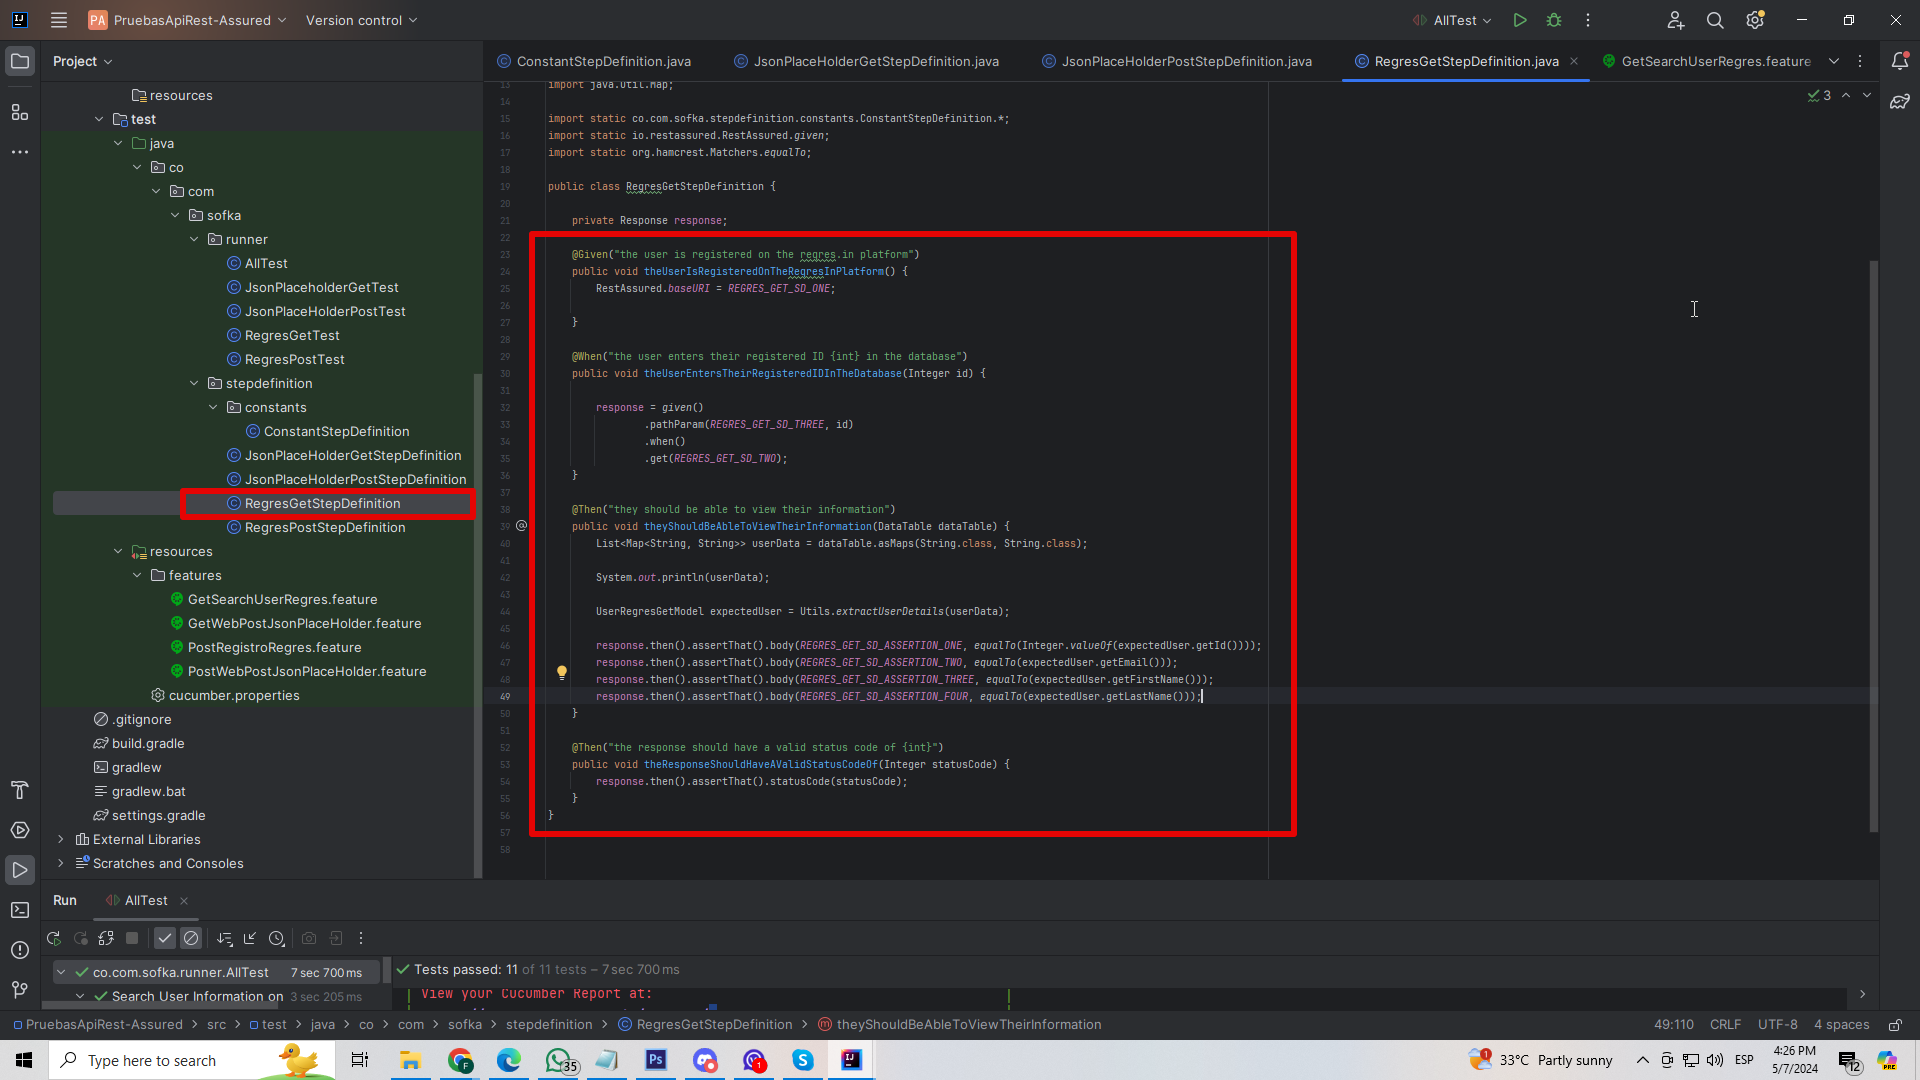 PA PruebasApiRest-Assured Version control AllTest
Project
ConstantStepDefinition.java JsonPlaceHolderGetStepDefinition.java JsonPlaceHolderPostStepDefinition.java RegresGetStepDefinition.java GetSearchUserRegres.feature
resources
test
java
co
com
sofka
runner
AllTest
JsonPlaceholderGetTest
JsonPlaceHolderPostTest
RegresGetTest
RegresPostTest
stepdefinition
constants
ConstantStepDefinition
JsonPlaceHolderGetStepDefinition
JsonPlaceHolderPostStepDefinition
RegresGetStepDefinition
RegresPostStepDefinition
resources
features
GetSearchUserRegres.feature
GetWebPostJsonPlaceHolder.feature
PostRegistroRegres.feature
PostWebPostJsonPlaceHolder.feature
cucumber.properties
.gitignore
build.gradle
gradlew
gradlew.bat
settings.gradle
External Libraries
Scratches and Consoles
3
13 import java.util.Map;
14
15 import static co.com.sofka.stepdefinition.constants.ConstantStepDefinition.*;
16 import static io.restassured.RestAssured.given;
17 import static org.hamcrest.Matchers.equalTo;
18
19 public class RegresGetStepDefinition {
20
21 private Response response;
22
23 @Given("the user is registered on the regres.in platform")
24 public void theUserIsRegisteredOnTheRegresInPlatform() {
25 RestAssured.baseURI = REGRES_GET_SD_ONE;
26
27 }
28
29 @When("the user enters their registered ID {int} in the database")
30 public void theUserEntersTheirRegisteredIDInTheDatabase(Integer id) {
31
32 response = given()
33 .pathParam(REGRES_GET_SD_THREE, id)
34 .when()
35 .get(REGRES_GET_SD_TWO);
36 }
37
38 @Then("they should be able to view their information")
39 public void theyShouldBeAbleToViewTheirInformation(DataTable dataTable) {
40 List<Map<String, String>> userData = dataTable.asMaps(String.class, String.class);
41
42 System.out.println(userData);
43
44 UserRegresGetModel expectedUser = Utils.extractUserDetails(userData);
45
46 response.then().assertThat().body(REGRES_GET_SD_ASSERTION_ONE, equalTo(Integer.valueOf(expectedUser.getId())));
47 response.then().assertThat().body(REGRES_GET_SD_ASSERTION_TWO, equalTo(expectedUser.getEmail()));
48 response.then().assertThat().body(REGRES_GET_SD_ASSERTION_THREE, equalTo(expectedUser.getFirstName()));
49 response.then().assertThat().body(REGRES_GET_SD_ASSERTION_FOUR, equalTo(expectedUser.getLastName()));
50 }
51
52 @Then("the response should have a valid status code of {int}")
53 public void theResponseShouldHaveAValidStatusCodeOf(Integer statusCode) {
54 response.then().assertThat().statusCode(statusCode);
55 }
56 }
57
58
Run AllTest
co.com.sofka.runner.AllTest 7 sec 700 ms
Search User Information on 3 sec 205 ms
Tests passed: 11 of 11 tests – 7 sec 700 ms
View your Cucumber Report at:
PruebasApiRest-Assured > src > test > java > co > com > sofka > stepdefinition > RegresGetStepDefinition > theyShouldBeAbleToViewTheirInformation
49:110 CRLF UTF-8 4 spaces
Type here to search
35
Ps
1
S
1
33°C Partly sunny
ESP
4:26 PM
5/7/2024
12
PRE